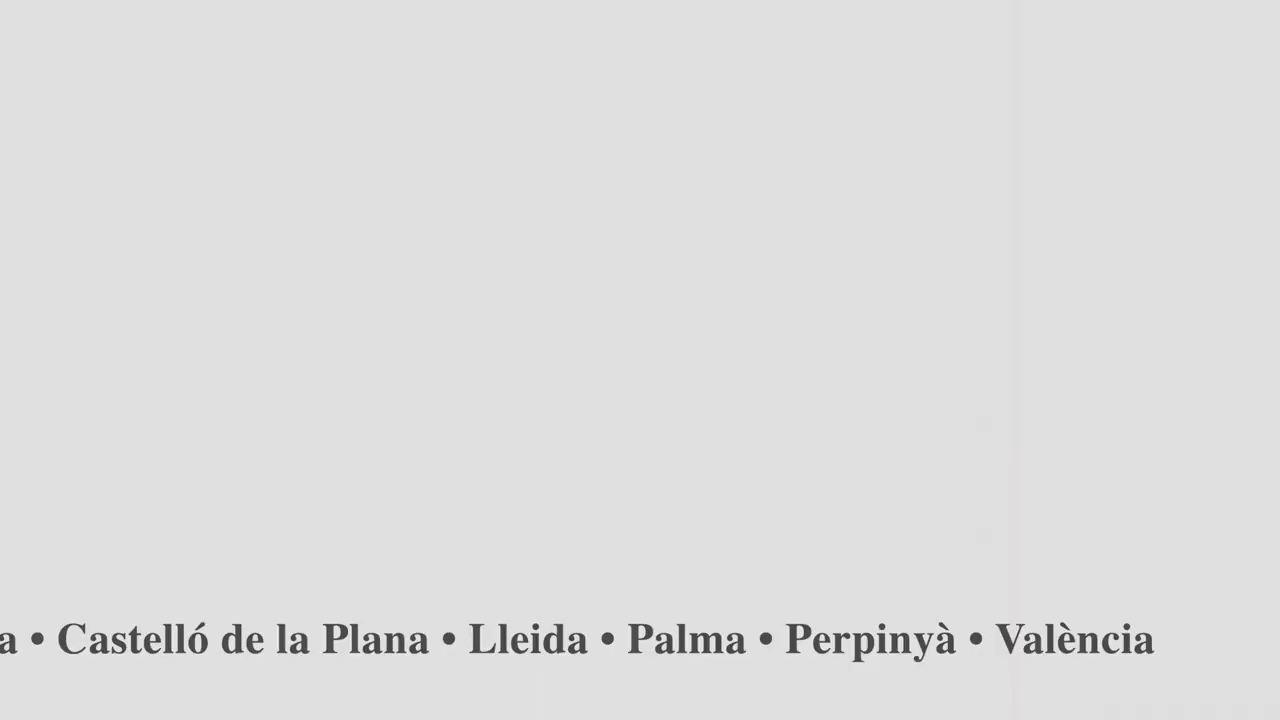 a • Castelló de la Plana • Lleida • Palma • Perpinyà • València